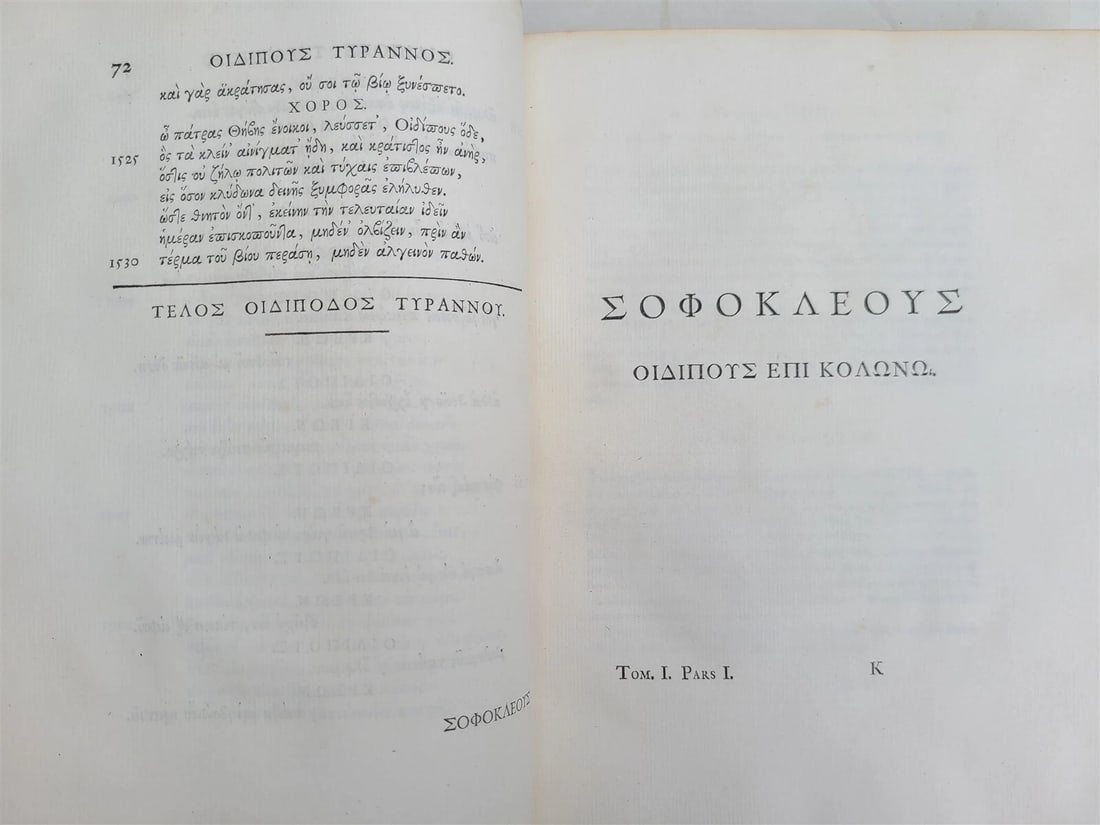 72
ΟΙΔΙΠΟΥΣ ΤΥΡΑΝΝΟΣ.
καὶ γὰρ ἀκράτησας, οὔ σοι τῷ βίῳ ξυνέσπετο.
ΧΟΡΟΣ.
ὦ πάτρας Θήβης ἔνοικοι, λεύσσετ', Οἰδίπους ὅδε,
1525 ὃς τὰ κλείν' αἰνίγματ' ᾔδη, καὶ κράτιστος ἦν ἀνὴρ,
ὅστις οὐ ζήλῳ πολιτῶν καὶ τύχαις ἐπιβλέπων,
εἰς ὅσον κλύδωνα δεινῆς ξυμφορᾶς ἐλήλυθεν.
ὥστε θνητὸν ὄντ', ἐκείνην τὴν τελευταίαν ἰδεῖν
ἡμέραν ἐπισκοποῦντα, μηδέν' ὀλβίζειν, πρὶν ἂν
1530 τέρμα τοῦ βίου περάσῃ, μηδὲν ἀλγεινὸν παθών.
ΤΕΛΟΣ ΟΙΔΙΠΟΔΟΣ ΤΥΡΑΝΝΟΥ.
ΣΟΦΟΚΛΕΟΥΣ
ΣΟΦΟΚΛΕΟΥΣ
ΟΙΔΙΠΟΥΣ ΕΠΙ ΚΟΛΩΝΩι.
TOM. I. PARS I. K